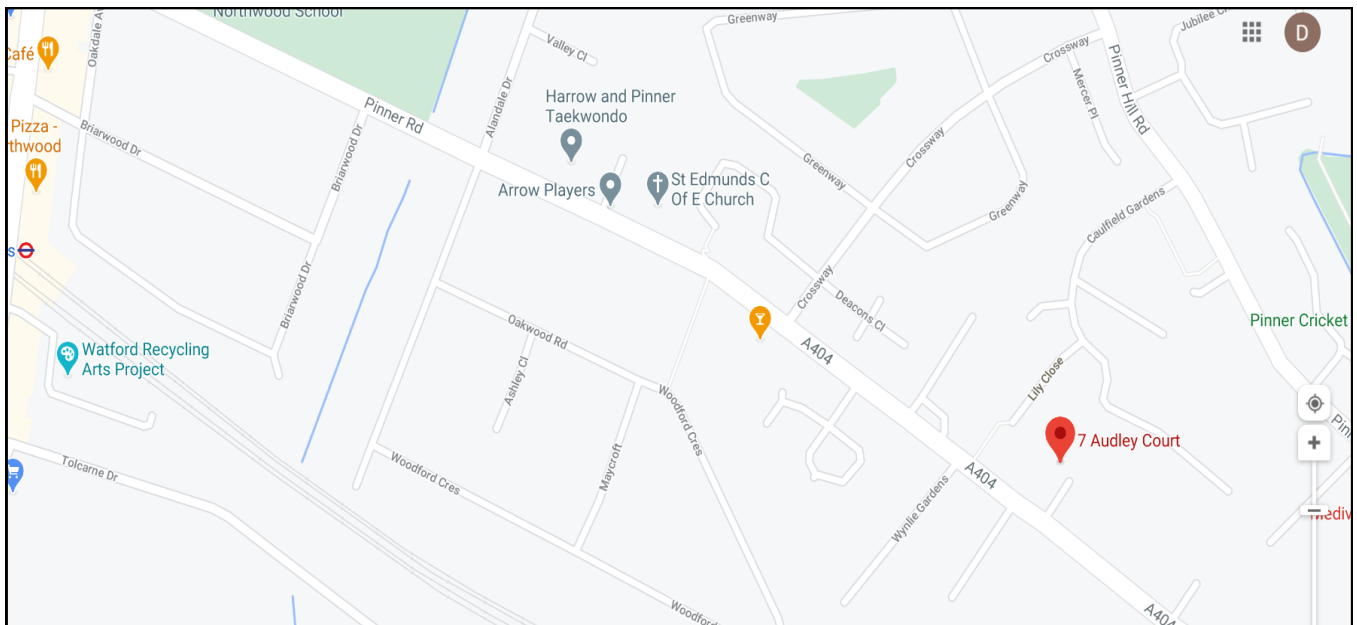 Northwood School
Greenway
Jubilee Cl
D
Café
Oakdale Av
Valley Cl
Crossway
Pinner Hill Rd
Mercer Pl
Alandale Dr
Harrow and Pinner
Taekwondo
Pinner Rd
Pizza -
thwood
Briarwood Dr
Briarwood Dr
Crossway
Greenway
Arrow Players
St Edmunds C
Of E Church
Greenway
Caulfield Gardens
s
Briarwood Dr
Crossway
Deacons Cl
Pinner Cricket
Oakwood Rd
A404
Watford Recycling
Arts Project
Ashley Cl
Lily Close
Woodford Cres
Pin
7 Audley Court
Maycroft
Woodford Cres
Tolcarne Dr
A404
Wynlie Gardens
Mediv
Woodford
A404